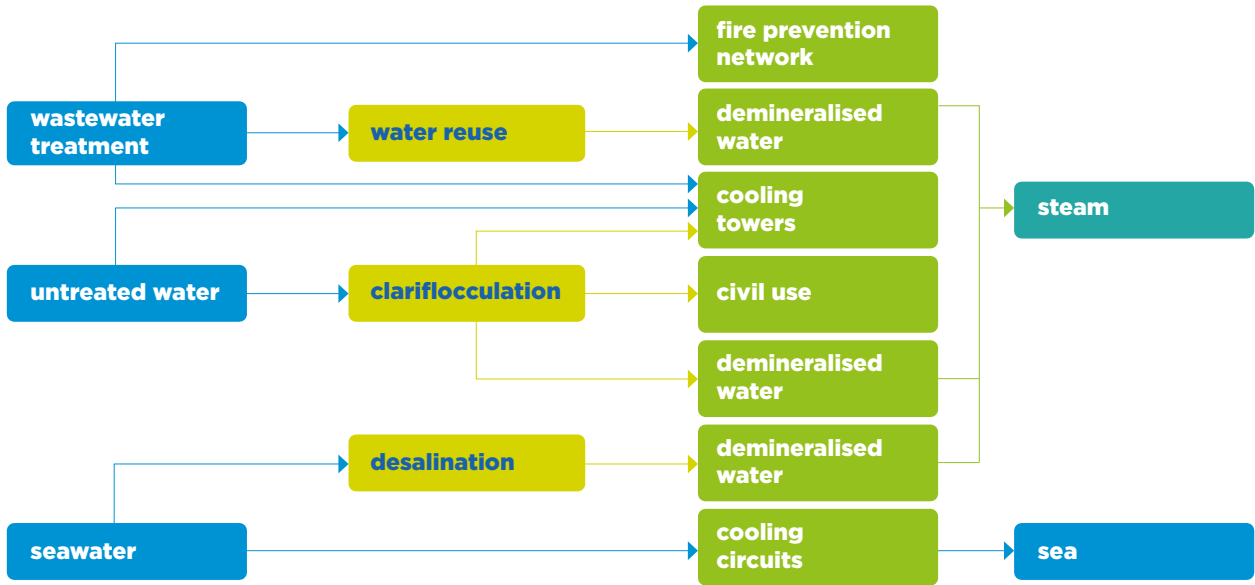 fire prevention
network
wastewater
treatment
water reuse
demineralised
water
cooling
towers
steam
untreated water
clariflocculation
civil use
demineralised
water
desalination
demineralised
water
seawater
cooling
circuits
sea